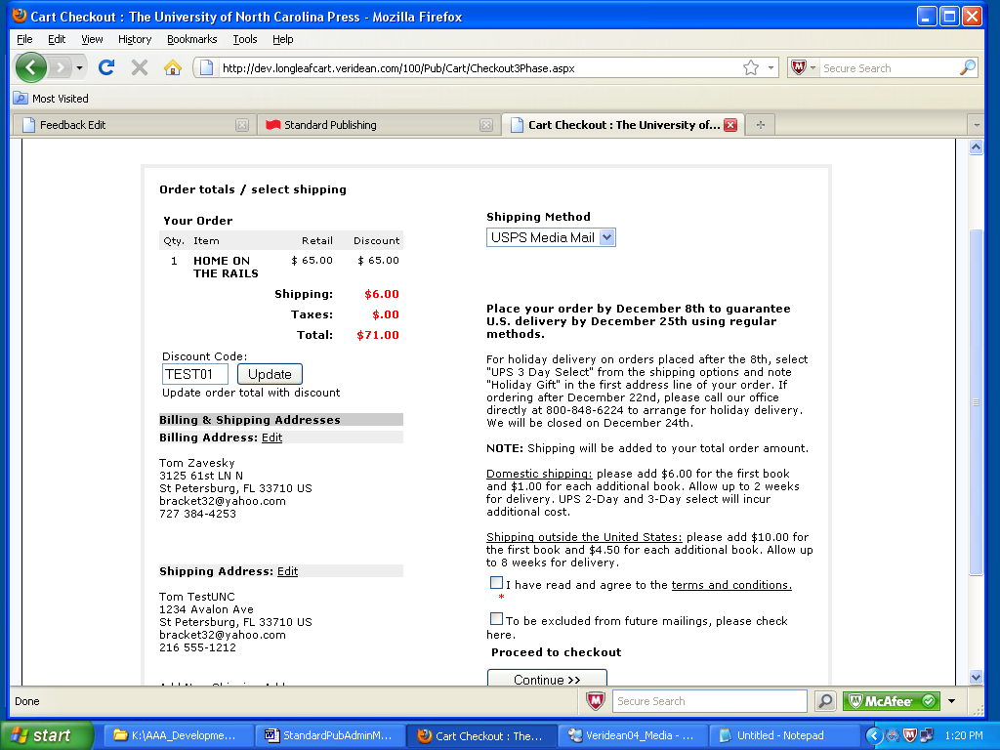 Cart Checkout : The University of North Carolina Press - Mozilla Firefox
File Edit View History Bookmarks Tools Help
http://dev.longleafcart.veridean.com/100/Pub/Cart/Checkout3Phase.aspx
Secure Search
Most Visited
Feedback Edit
Standard Publishing
Cart Checkout : The University of...
Order totals / select shipping
Your Order
Qty. Item Retail Discount
1 HOME ON $ 65.00 $ 65.00
THE RAILS
Shipping: $6.00
Taxes: $.00
Total: $71.00
Discount Code:
TEST01 Update
Update order total with discount
Billing & Shipping Addresses
Billing Address: Edit
Tom Zavesky
3125 61st LN N
St Petersburg, FL 33710 US
bracket32@yahoo.com
727 384-4253
Shipping Address: Edit
Tom TestUNC
1234 Avalon Ave
St Petersburg, FL 33710 US
bracket32@yahoo.com
216 555-1212
Shipping Method
USPS Media Mail
Place your order by December 8th to guarantee
U.S. delivery by December 25th using regular
methods.
For holiday delivery on orders placed after the 8th, select
"UPS 3 Day Select" from the shipping options and note
"Holiday Gift" in the first address line of your order. If
ordering after December 22nd, please call our office
directly at 800-848-6224 to arrange for holiday delivery.
We will be closed on December 24th.
NOTE: Shipping will be added to your total order amount.
Domestic shipping: please add $6.00 for the first book
and $1.00 for each additional book. Allow up to 2 weeks
for delivery. UPS 2-Day and 3-Day select will incur
additional cost.
Shipping outside the United States: please add $10.00 for
the first book and $4.50 for each additional book. Allow up
to 8 weeks for delivery.
I have read and agree to the terms and conditions.
*
To be excluded from future mailings, please check
here.
Proceed to checkout
Continue >>
Done
Secure Search
McAfee
start
K:\AAA_Developme...
StandardPubAdminM...
Cart Checkout : The...
Veridean04_Media - ...
Untitled - Notepad
1:20 PM